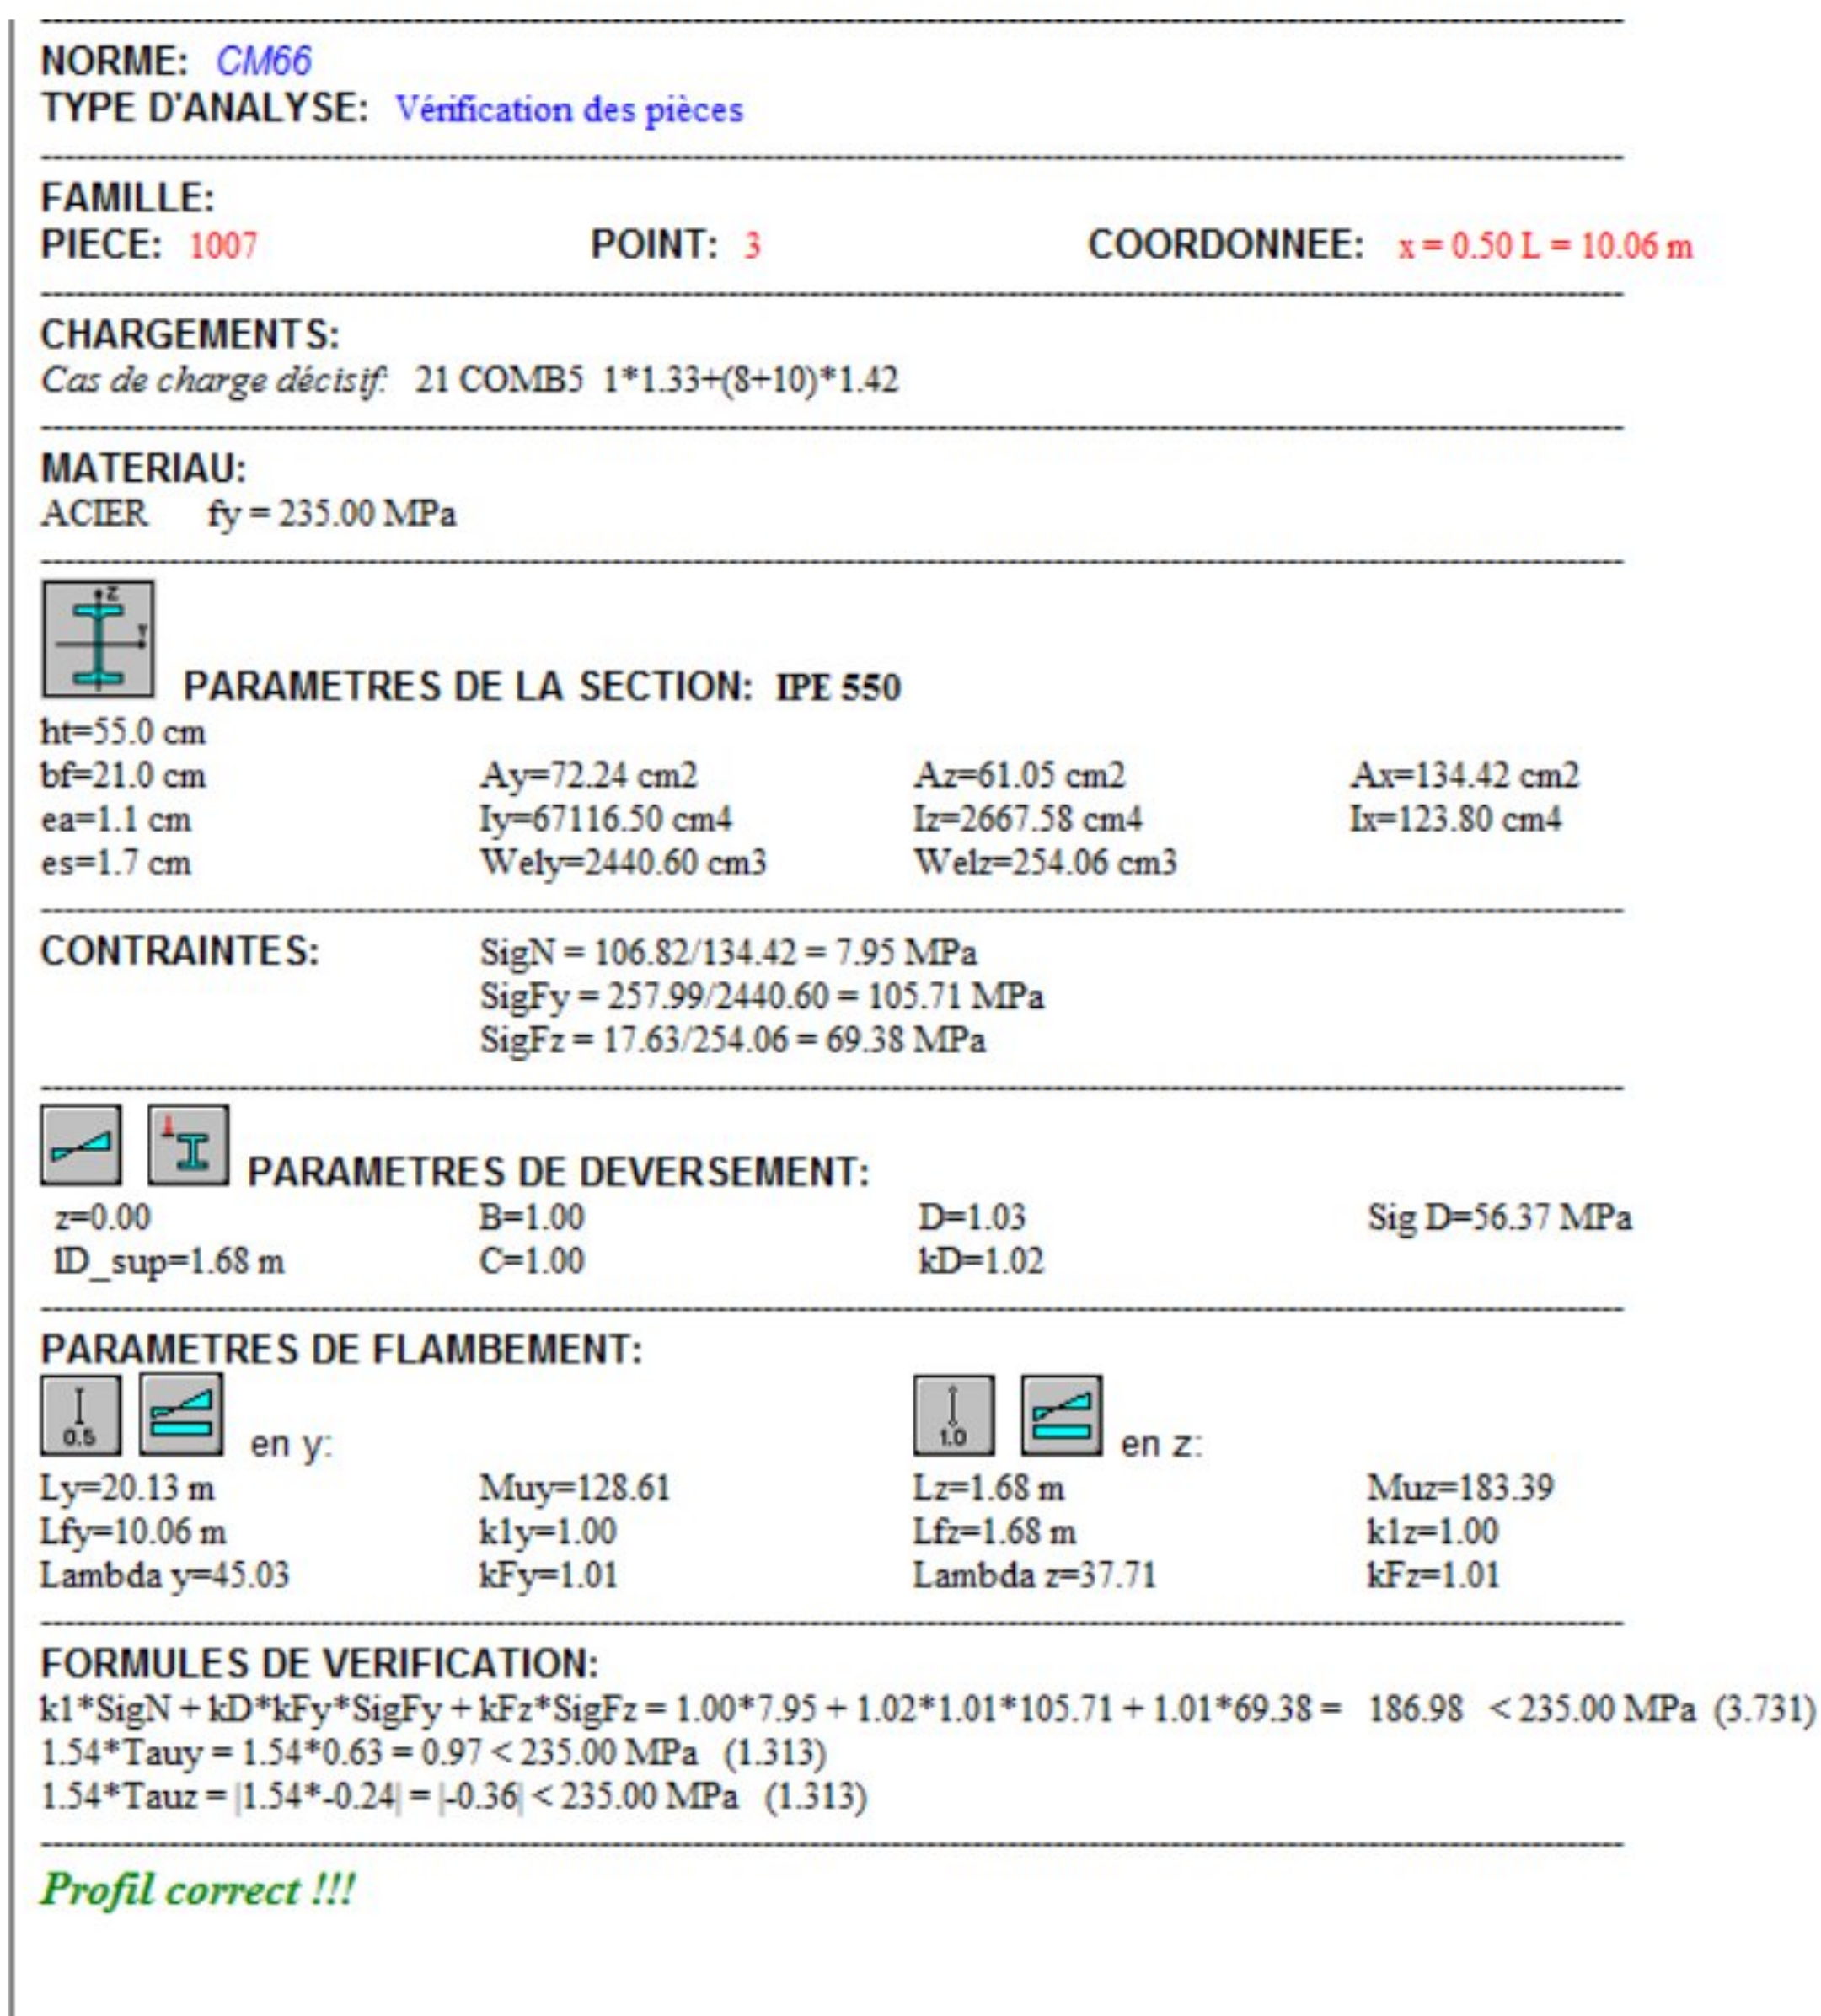 NORME: CM66
TYPE D'ANALYSE: Vérification des pièces
FAMILLE:
PIECE: 1007 POINT: 3 COORDONNEE: x = 0.50 L = 10.06 m
CHARGEMENTS:
Cas de charge décisif: 21 COMB5 1*1.33+(8+10)*1.42
MATERIAU:
ACIER fy = 235.00 MPa
Z
Y
PARAMETRES DE LA SECTION: IPE 550
ht=55.0 cm
bf=21.0 cm Ay=72.24 cm2 Az=61.05 cm2 Ax=134.42 cm2
ea=1.1 cm Iy=67116.50 cm4 Iz=2667.58 cm4 Ix=123.80 cm4
es=1.7 cm Wely=2440.60 cm3 Welz=254.06 cm3
CONTRAINTES: SigN = 106.82/134.42 = 7.95 MPa
SigFy = 257.99/2440.60 = 105.71 MPa
SigFz = 17.63/254.06 = 69.38 MPa
PARAMETRES DE DEVERSEMENT:
z=0.00 B=1.00 D=1.03 Sig D=56.37 MPa
lD_sup=1.68 m C=1.00 kD=1.02
PARAMETRES DE FLAMBEMENT:
0.5 en y: 1.0 en z:
Ly=20.13 m Muy=128.61 Lz=1.68 m Muz=183.39
Lfy=10.06 m k1y=1.00 Lfz=1.68 m k1z=1.00
Lambda y=45.03 kFy=1.01 Lambda z=37.71 kFz=1.01
FORMULES DE VERIFICATION:
k1*SigN + kD*kFy*SigFy + kFz*SigFz = 1.00*7.95 + 1.02*1.01*105.71 + 1.01*69.38 = 186.98 < 235.00 MPa (3.731)
1.54*Tauy = 1.54*0.63 = 0.97 < 235.00 MPa (1.313)
1.54*Tauz = |1.54*-0.24| = |-0.36| < 235.00 MPa (1.313)
Profil correct !!!